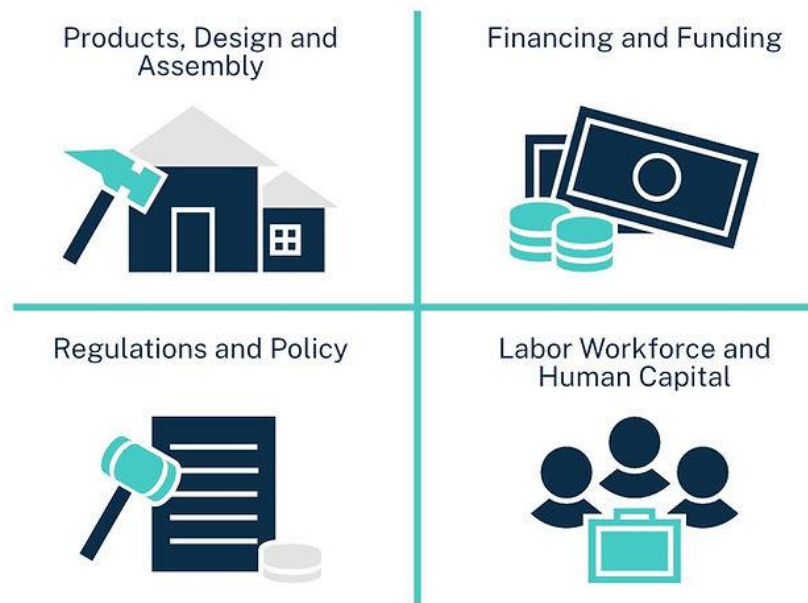 Products, Design and
Assembly
Financing and Funding
Regulations and Policy
Labor Workforce and
Human Capital